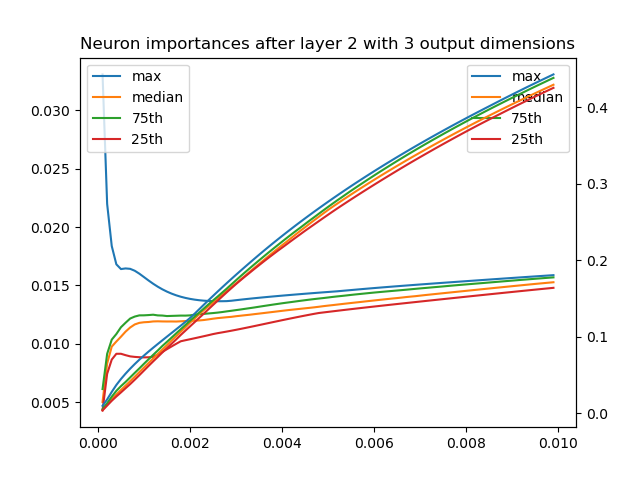 Neuron importances after layer 2 with 3 output dimensions
max
median
75th
25th
max
median
75th
25th
0.030
0.025
0.020
0.015
0.010
0.005
0.4
0.3
0.2
0.1
0.0
0.000
0.002
0.004
0.006
0.008
0.010